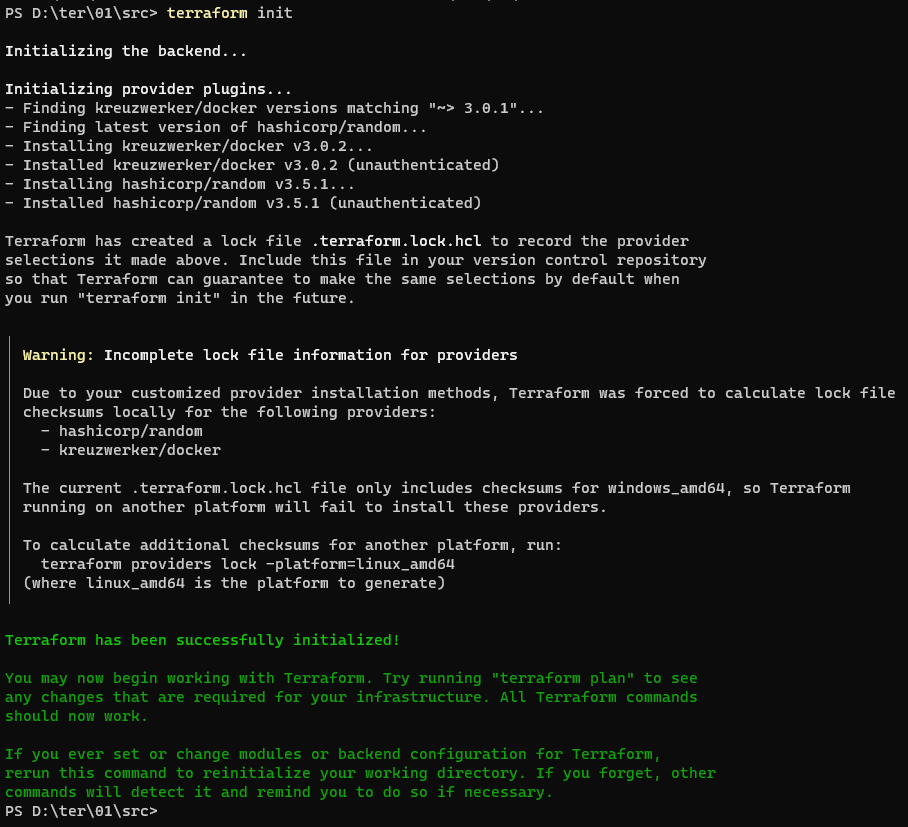 PS D:\ter\01\src> terraform init
Initializing the backend...
Initializing provider plugins...
- Finding kreuzwerker/docker versions matching "~> 3.0.1"...
- Finding latest version of hashicorp/random...
- Installing kreuzwerker/docker v3.0.2...
- Installed kreuzwerker/docker v3.0.2 (unauthenticated)
- Installing hashicorp/random v3.5.1...
- Installed hashicorp/random v3.5.1 (unauthenticated)
Terraform has created a lock file .terraform.lock.hcl to record the provider
selections it made above. Include this file in your version control repository
so that Terraform can guarantee to make the same selections by default when
you run "terraform init" in the future.
Warning: Incomplete lock file information for providers
Due to your customized provider installation methods, Terraform was forced to calculate lock file
checksums locally for the following providers:
- hashicorp/random
- kreuzwerker/docker
The current .terraform.lock.hcl file only includes checksums for windows_amd64, so Terraform
running on another platform will fail to install these providers.
To calculate additional checksums for another platform, run:
terraform providers lock -platform=linux_amd64
(where linux_amd64 is the platform to generate)
Terraform has been successfully initialized!
You may now begin working with Terraform. Try running "terraform plan" to see
any changes that are required for your infrastructure. All Terraform commands
should now work.
If you ever set or change modules or backend configuration for Terraform,
rerun this command to reinitialize your working directory. If you forget, other
commands will detect it and remind you to do so if necessary.
PS D:\ter\01\src>